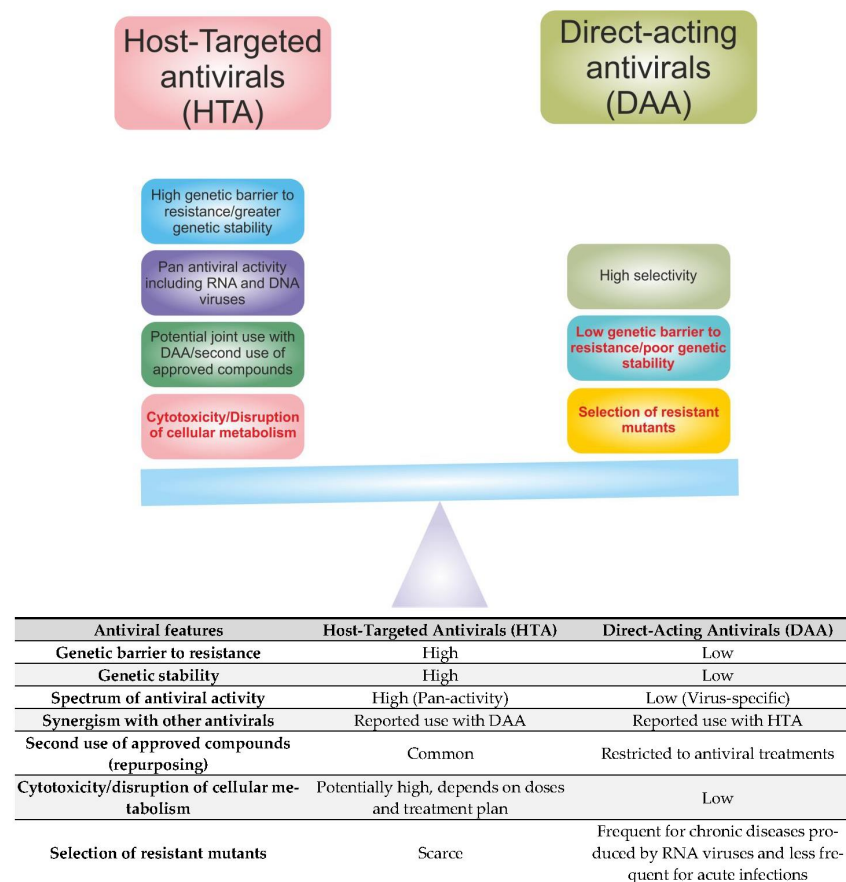 Host-Targeted
antivirals
(HTA)
Direct-acting
antivirals
(DAA)
High genetic barrier to
resistance/greater
genetic stability
Pan antiviral activity
including RNA and DNA
viruses
Potential joint use with
DAA/second use of
approved compounds
Cytotoxicity/Disruption
of cellular metabolism
High selectivity
Low genetic barrier to
resistance/poor genetic
stability
Selection of resistant
mutants
Antiviral features Host-Targeted Antivirals (HTA) Direct-Acting Antivirals (DAA)
Genetic barrier to resistance High Low
Genetic stability High Low
Spectrum of antiviral activity High (Pan-activity) Low (Virus-specific)
Synergism with other antivirals Reported use with DAA Reported use with HTA
Second use of approved compounds
(repurposing)
Common
Restricted to antiviral treatments
Cytotoxicity/disruption of cellular me-
tabolism
Potentially high, depends on doses
and treatment plan
Low
Selection of resistant mutants
Scarce
Frequent for chronic diseases pro-
duced by RNA viruses and less fre-
quent for acute infections